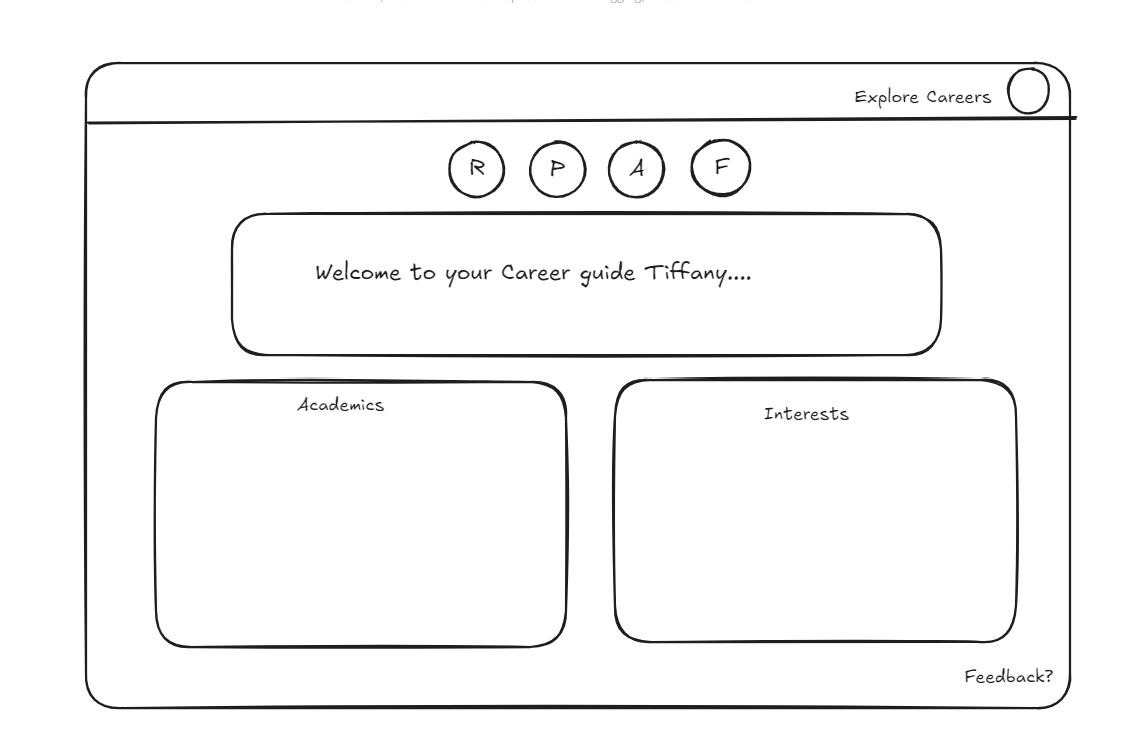 Explore Careers
R P A F
Welcome to your Career guide Tiffany....
Academics
Interests
Feedback?